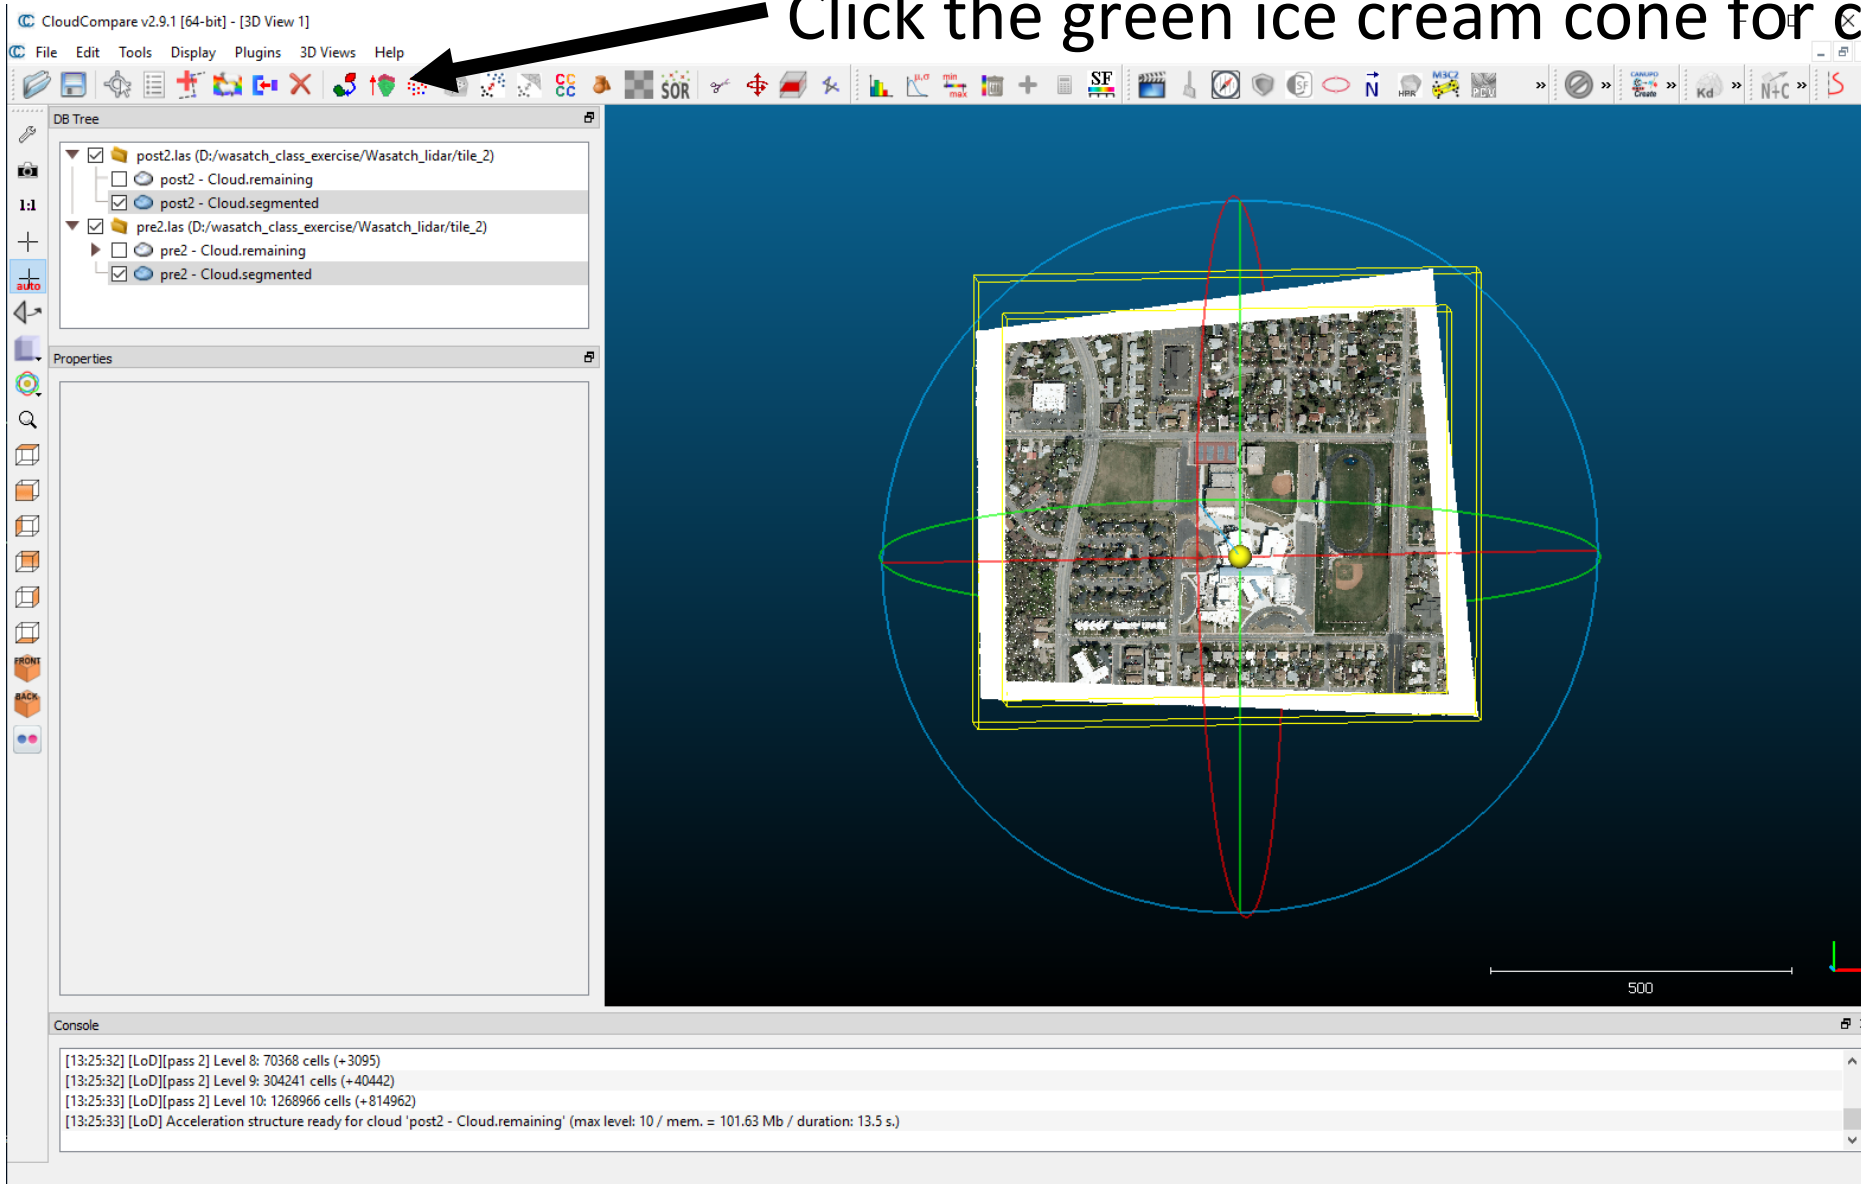 Click the green ice cream cone for c
CloudCompare v2.9.1 [64-bit] - [3D View 1]
File Edit Tools Display Plugins 3D Views Help
SOR
SF
auto
1:1
DB Tree
post2.las (D:/wasatch_class_exercise/Wasatch_lidar/tile_2)
post2 - Cloud.remaining
post2 - Cloud.segmented
pre2.las (D:/wasatch_class_exercise/Wasatch_lidar/tile_2)
pre2 - Cloud.remaining
pre2 - Cloud.segmented
Properties
FRONT
BACK
500
Console
[13:25:32] [LoD][pass 2] Level 8: 70368 cells (+3095)
[13:25:32] [LoD][pass 2] Level 9: 304241 cells (+40442)
[13:25:33] [LoD][pass 2] Level 10: 1268966 cells (+814962)
[13:25:33] [LoD] Acceleration structure ready for cloud 'post2 - Cloud.remaining' (max level: 10 / mem. = 101.63 Mb / duration: 13.5 s.)